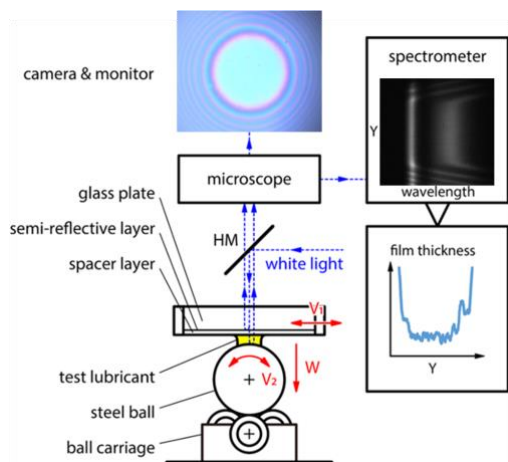 camera & monitor
spectrometer
Y
wavelength
microscope
glass plate
semi-reflective layer
spacer layer
HM
white light
film thickness
Y
V₁
test lubricant
V₂
W
steel ball
ball carriage